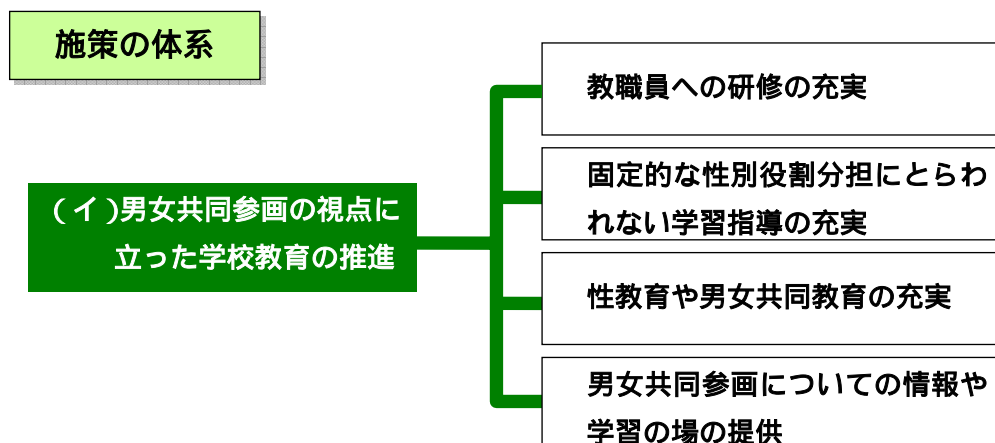 施策の体系
教職員への研修の充実
固定的な性別役割分担にとらわ
れない学習指導の充実
(イ)男女共同参画の視点に
立った学校教育の推進
性教育や男女共同教育の充実
男女共同参画についての情報や
学習の場の提供